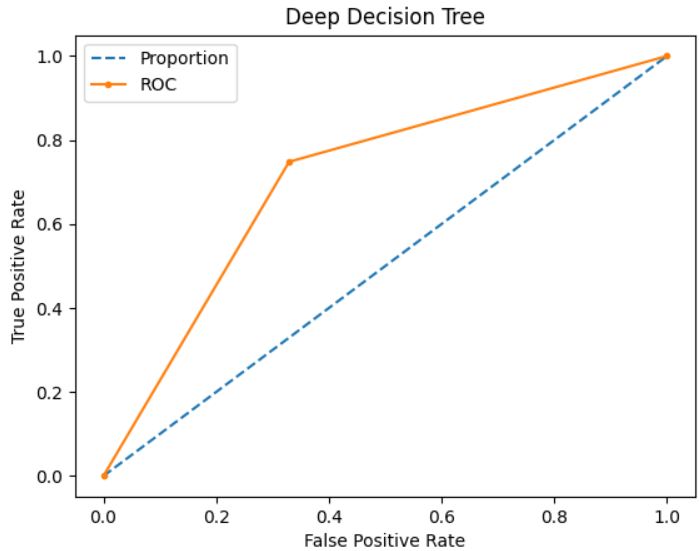 Deep Decision Tree
Proportion
ROC
True Positive Rate
1.0
0.8
0.6
0.4
0.2
0.0
0.0 0.2 0.4 0.6 0.8 1.0
False Positive Rate